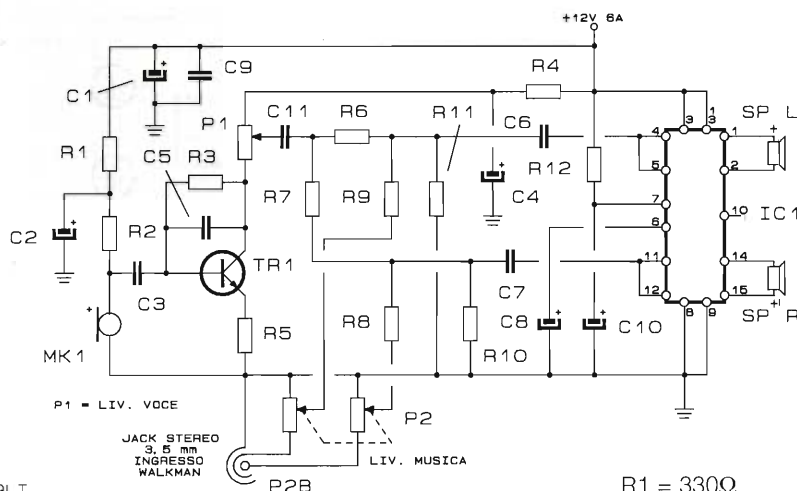 +12V 6A
C1
C9
R4
P1
C11
R6
R11
C6
3
1
3
SP L
4
1
+
R1
C5
R3
R12
5
2
R7
R9
C4
7
10
IC1
C2
R2
6
TR1
C3
11
14
C7
12
15
MK1
R5
R8
C8
C10
SP R
R10
8
9
P1 = LIV. VOCE
P2
JACK STEREO
3,5 mm
INGRESSO
WALKMAN
LIV. MUSICA
P2B
R1 = 330Ω